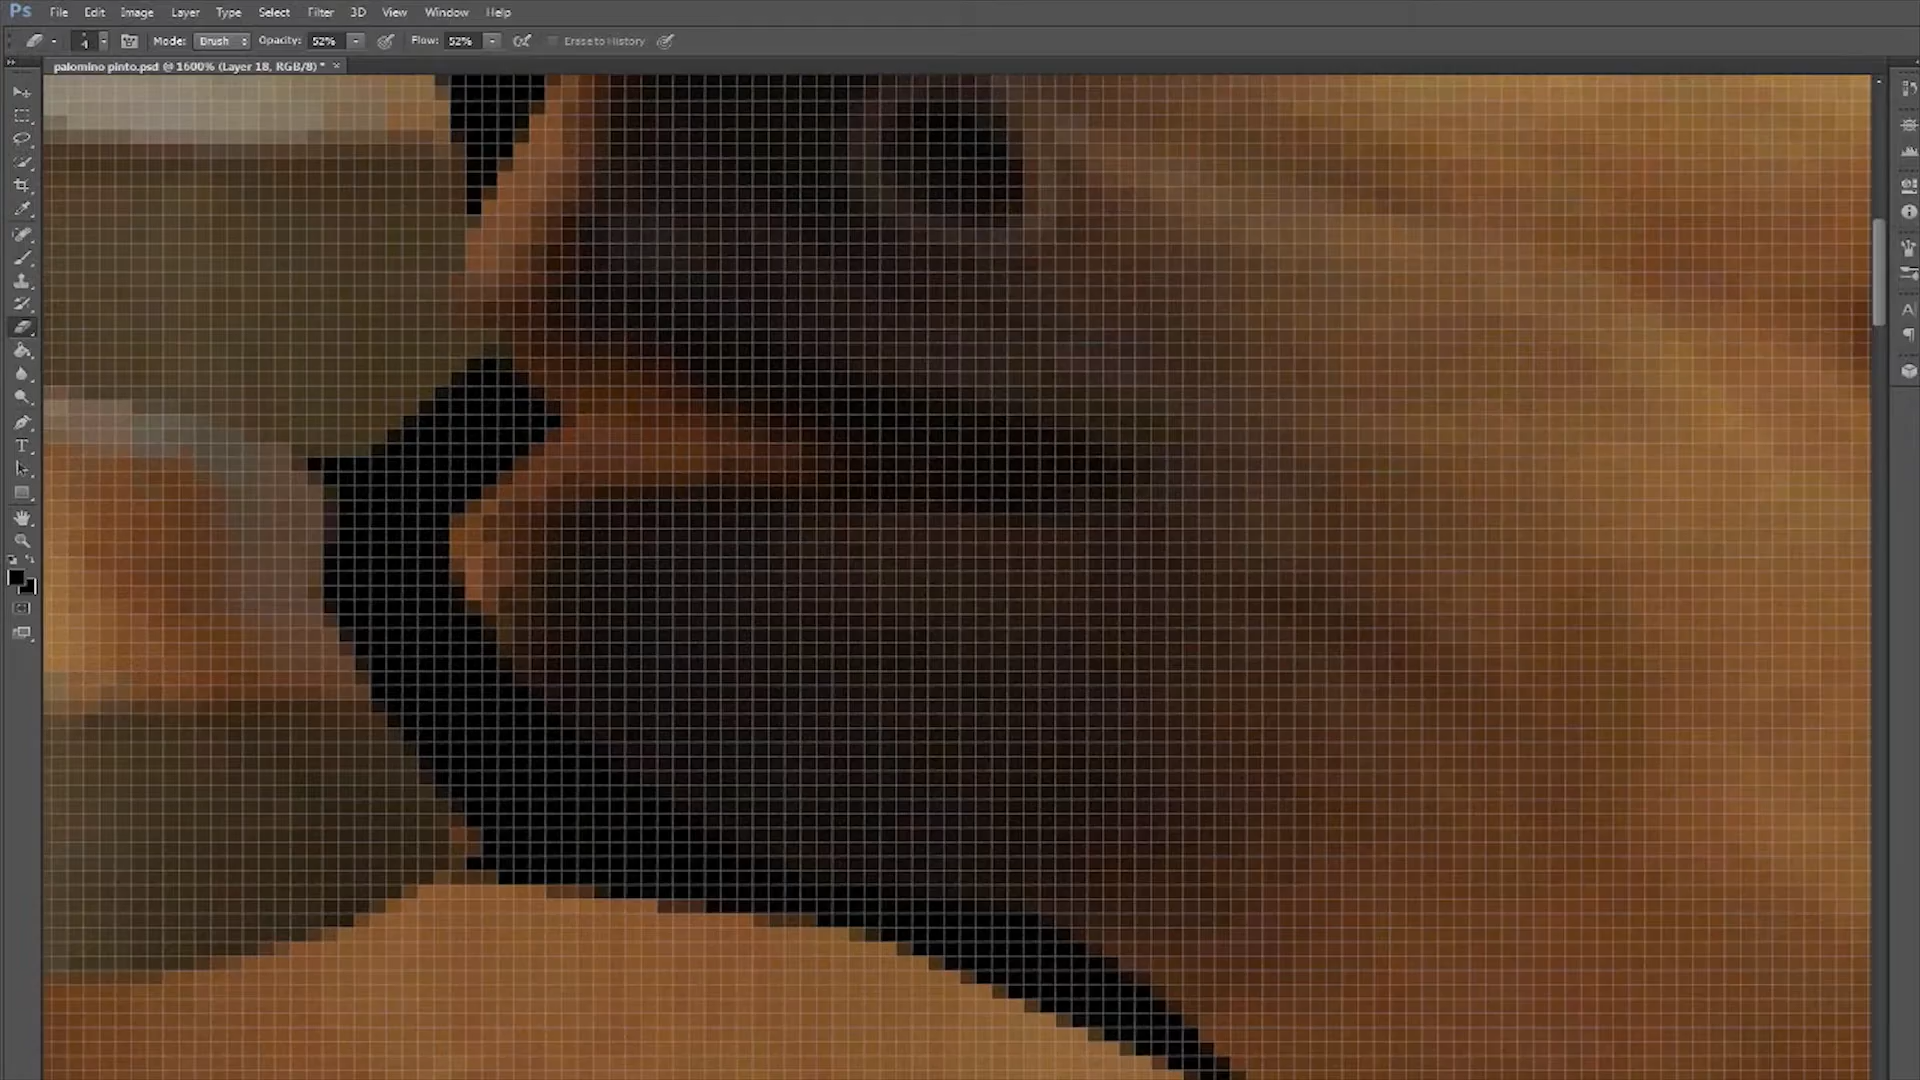 Ps File Edit Image Layer Type Select Filter 3D View Window Help
4 Mode: Brush Opacity: 52% Flow: 52% Erase to History
palomino pinto.psd @ 1600% (Layer 18, RGB/8) * ×
T
A